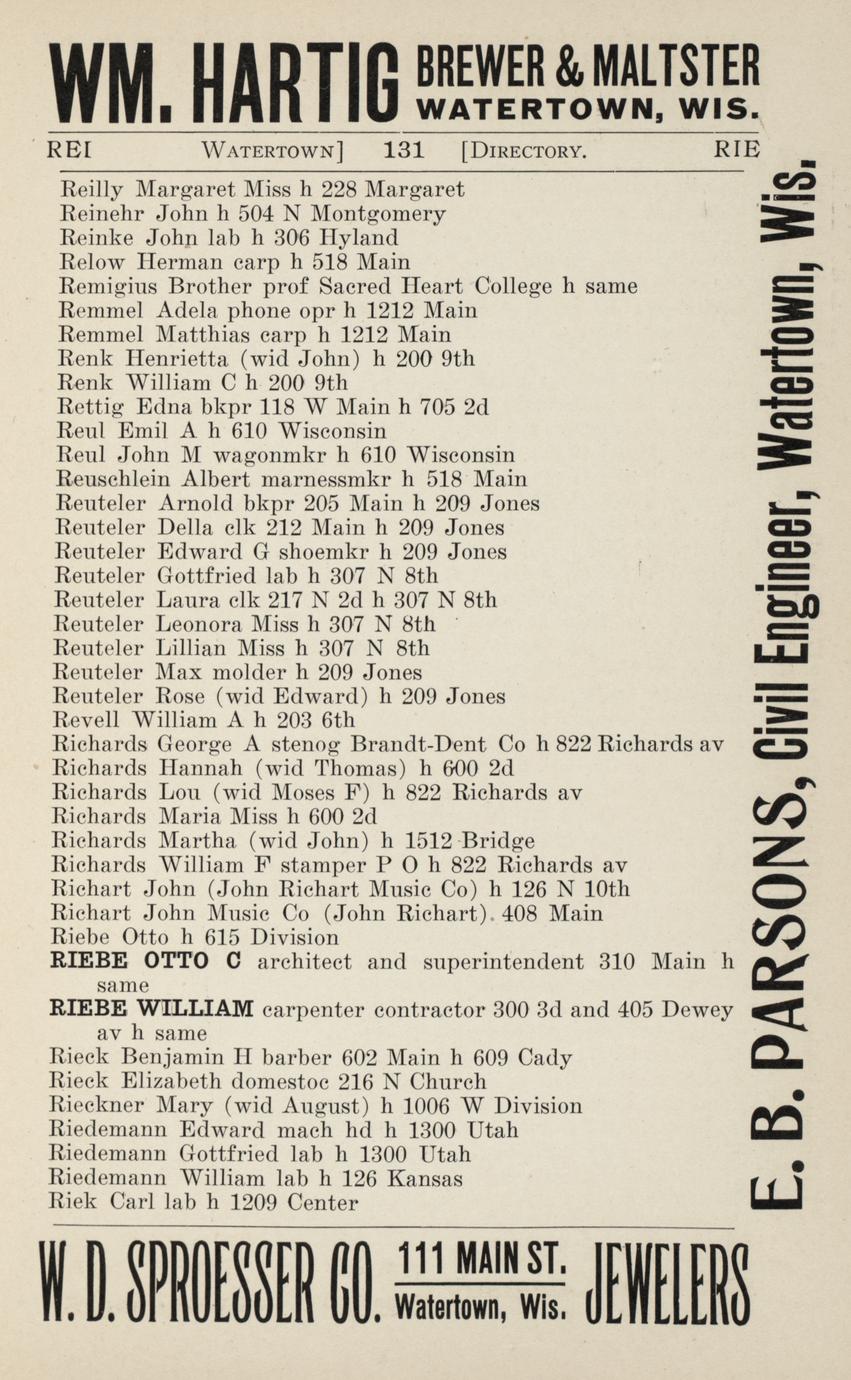 WM. HARTIG BREWER & MALTSTER
WATERTOWN, WIS.
REI WATERTOWN] 131 [DIRECTORY. RIE
Reilly Margaret Miss h 228 Margaret
Reinehr John h 504 N Montgomery
Reinke John lab h 306 Hyland
Relow Herman carp h 518 Main
Remigius Brother prof Sacred Heart College h same
Remmel Adela phone opr h 1212 Main
Remmel Matthias carp h 1212 Main
Renk Henrietta (wid John) h 200 9th
Renk William C h 200 9th
Rettig Edna bkpr 118 W Main h 705 2d
Reul Emil A h 610 Wisconsin
Reul John M wagonmkr h 610 Wisconsin
Reuschlein Albert marnessmkr h 518 Main
Reuteler Arnold bkpr 205 Main h 209 Jones
Reuteler Della clk 212 Main h 209 Jones
Reuteler Edward G shoemkr h 209 Jones
Reuteler Gottfried lab h 307 N 8th
Reuteler Laura clk 217 N 2d h 307 N 8th
Reuteler Leonora Miss h 307 N 8th
Reuteler Lillian Miss h 307 N 8th
Reuteler Max molder h 209 Jones
Reuteler Rose (wid Edward) h 209 Jones
Revell William A h 203 6th
Richards George A stenog Brandt-Dent Co h 822 Richards av
Richards Hannah (wid Thomas) h 600 2d
Richards Lou (wid Moses F) h 822 Richards av
Richards Maria Miss h 600 2d
Richards Martha (wid John) h 1512 Bridge
Richards William F stamper P O h 822 Richards av
Richart John (John Richart Music Co) h 126 N 10th
Richart John Music Co (John Richart). 408 Main
Riebe Otto h 615 Division
RIEBE OTTO C architect and superintendent 310 Main h
same
RIEBE WILLIAM carpenter contractor 300 3d and 405 Dewey
av h same
Rieck Benjamin H barber 602 Main h 609 Cady
Rieck Elizabeth domestoc 216 N Church
Rieckner Mary (wid August) h 1006 W Division
Riedemann Edward mach hd h 1300 Utah
Riedemann Gottfried lab h 1300 Utah
Riedemann William lab h 126 Kansas
Riek Carl lab h 1209 Center
E. B. PARSONS, Civil Engineer, Watertown, Wis.
W. D. SPROESSER CO. 111 MAIN ST. JEWELERS
Watertown, Wis.